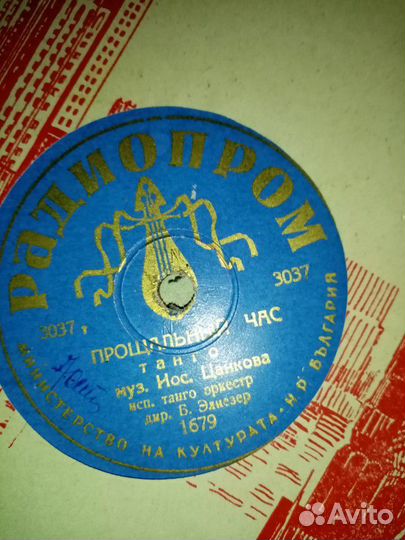 РАДИОПРОМ
3037
3037 я
ПРОЩАЛЬНЫЙ ЧАС
танго
муз. Иос. Цанкова
исп. танго оркестр
дир. Б. Элиезер
1679
МИНИСТЕРСТВО НА КУЛТУРАТА - Н.Р. БЪЛГАРИЯ
Avito